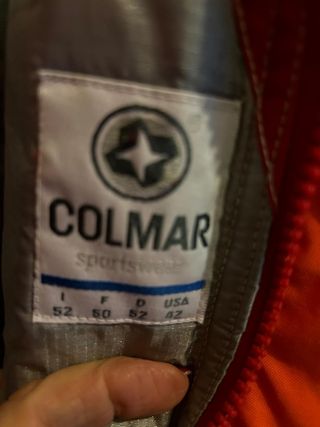 COLMAR
sportswear
I F D USA
52 50 52 42